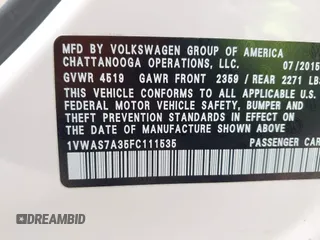 MFD. BY VOLKSWAGEN GROUP OF AMERICA
CHATTANOOGA OPERATIONS, LLC. 07/2015
GVWR 4519 GAWR FRONT 2359 / REAR 2271 LB
THIS VEHICLE CONFORMS TO ALL APPLICABLE
FEDERAL MOTOR VEHICLE SAFETY, BUMPER AND
THEFT PREVENTION STANDARDS IN EFFECT ON
DATE OF MANUFACTURE SHOWN ABOVE.
1VWAS7A35FC111535 PASSENGER CAR
DREAMBID